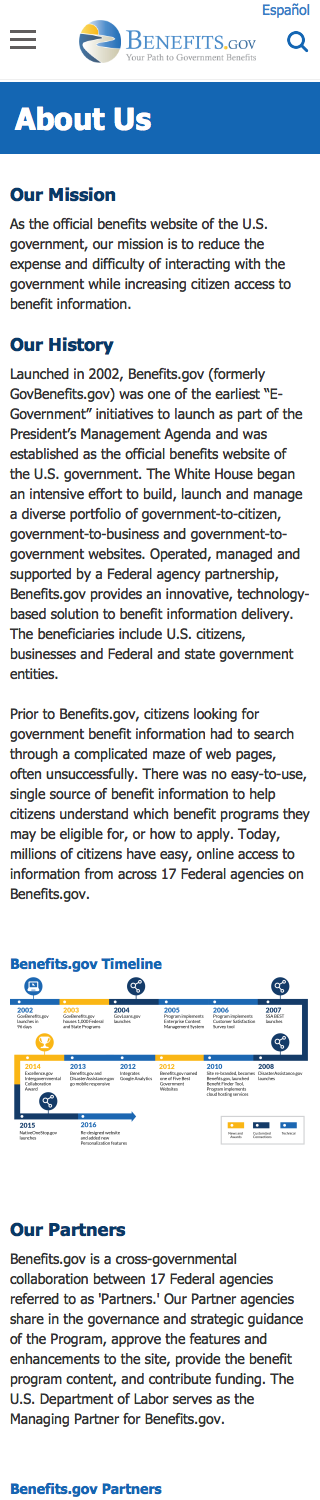 Español
BENEFITS.GOV
Your Path to Government Benefits
About Us
Our Mission
As the official benefits website of the U.S.
government, our mission is to reduce the
expense and difficulty of interacting with the
government while increasing citizen access to
benefit information.
Our History
Launched in 2002, Benefits.gov (formerly
GovBenefits.gov) was one of the earliest “E-
Government” initiatives to launch as part of the
President’s Management Agenda and was
established as the official benefits website of
the U.S. government. The White House began
an intensive effort to build, launch and manage
a diverse portfolio of government-to-citizen,
government-to-business and government-to-
government websites. Operated, managed and
supported by a Federal agency partnership,
Benefits.gov provides an innovative, technology-
based solution to benefit information delivery.
The beneficiaries include U.S. citizens,
businesses and Federal and state government
entities.
Prior to Benefits.gov, citizens looking for
government benefit information had to search
through a complicated maze of web pages,
often unsuccessfully. There was no easy-to-use,
single source of benefit information to help
citizens understand which benefit programs they
may be eligible for, or how to apply. Today,
millions of citizens have easy, online access to
information from across 17 Federal agencies on
Benefits.gov.
Benefits.gov Timeline
2002
GovBenefits.gov
launches in
90 days
2003
GovBenefits.gov
houses 1,000 Federal
and State Programs
2004
GovLoans.gov
launches
2005
Program implements
Enterprise Content
Management System
2006
Program implements
Customer Satisfaction
Survey tool
2007
SSA BEST
launches
2014
Excellence.gov
Intergovernmental
Collaboration
Award
2013
Benefits.gov and
DisasterAssistance.gov
go mobile responsive
2012
Integrates
Google Analytics
2012
Benefits.gov named
one of Five Best
Government
Websites
2010
Site re-branded, becomes
Benefits.gov, launched
Benefit Finder Tool,
Program implements
cloud hosting services
2008
DisasterAssistance.gov
launches
2015
NativeOneStop.gov
launches
2016
Re-designed website
and added new
Personalization features
News and
Awards
Customized
Connections
Technical
Our Partners
Benefits.gov is a cross-governmental
collaboration between 17 Federal agencies
referred to as 'Partners.' Our Partner agencies
share in the governance and strategic guidance
of the Program, approve the features and
enhancements to the site, provide the benefit
program content, and contribute funding. The
U.S. Department of Labor serves as the
Managing Partner for Benefits.gov.
Benefits.gov Partners